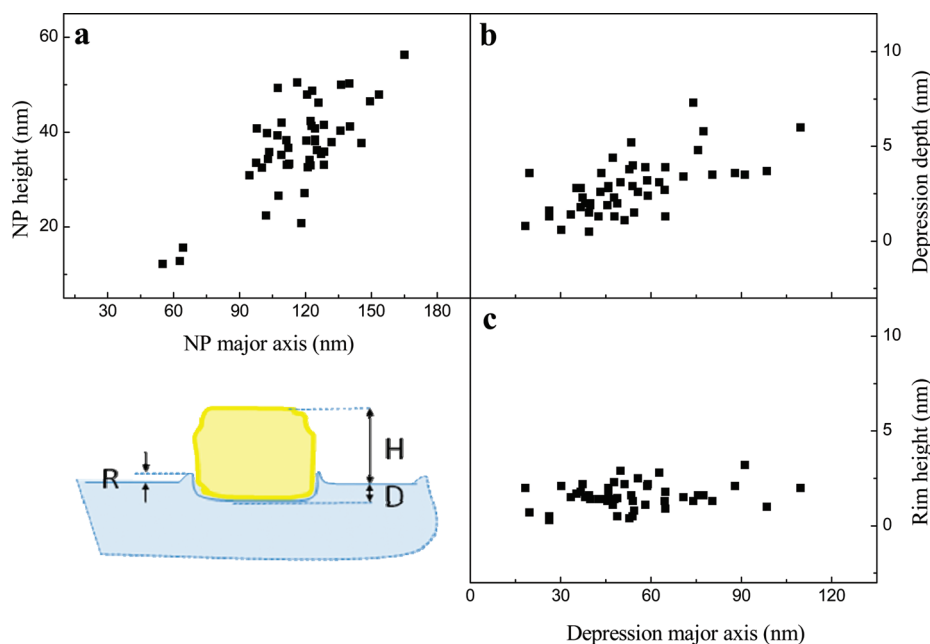 a
60
40
20
NP height (nm)
30 60 90 120 150 180
NP major axis (nm)
b
10
5
0
Depression depth (nm)
c
10
5
0
Rim height (nm)
0 30 60 90 120
Depression major axis (nm)
R
H
D